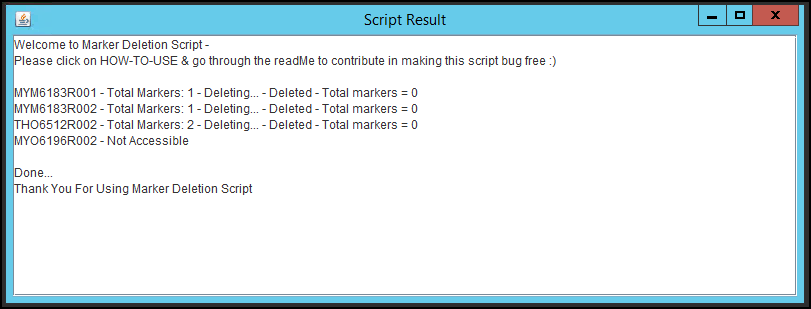 Script Result
Welcome to Marker Deletion Script -
Please click on HOW-TO-USE & go through the readMe to contribute in making this script bug free :)
MYM6183R001 - Total Markers: 1 - Deleting... - Deleted - Total markers = 0
MYM6183R002 - Total Markers: 1 - Deleting... - Deleted - Total markers = 0
THO6512R002 - Total Markers: 2 - Deleting... - Deleted - Total markers = 0
MYO6196R002 - Not Accessible
Done...
Thank You For Using Marker Deletion Script